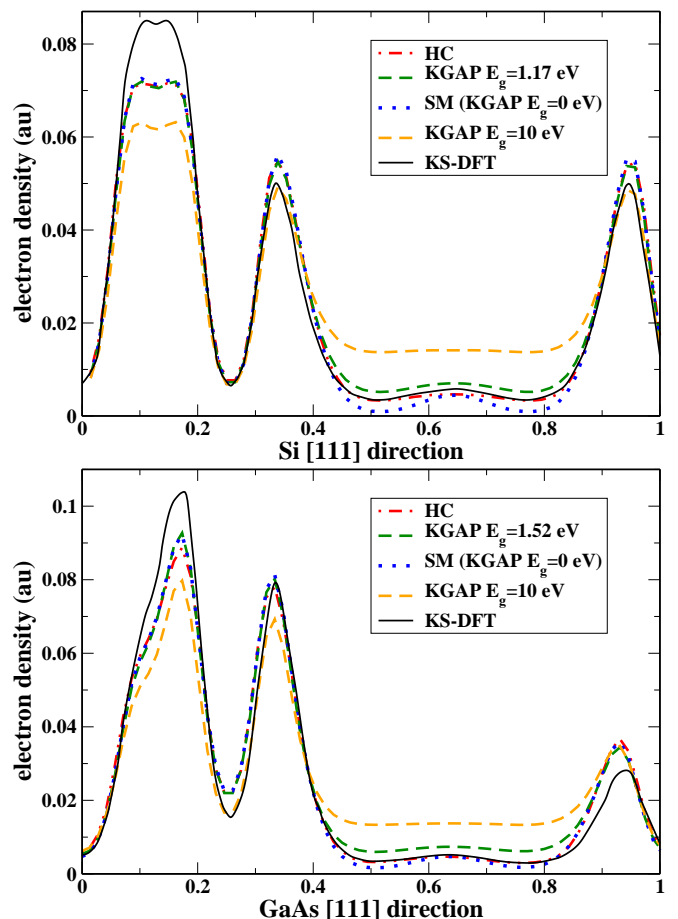 0.08
0.06
0.04
0.02
0
electron density (au)
HC
KGAP E_g=1.17 eV
SM (KGAP E_g=0 eV)
KGAP E_g=10 eV
KS-DFT
0 0.2 0.4 0.6 0.8 1
Si [111] direction
0.1
0.08
0.06
0.04
0.02
0
electron density (au)
HC
KGAP E_g=1.52 eV
SM (KGAP E_g=0 eV)
KGAP E_g=10 eV
KS-DFT
0 0.2 0.4 0.6 0.8 1
GaAs [111] direction